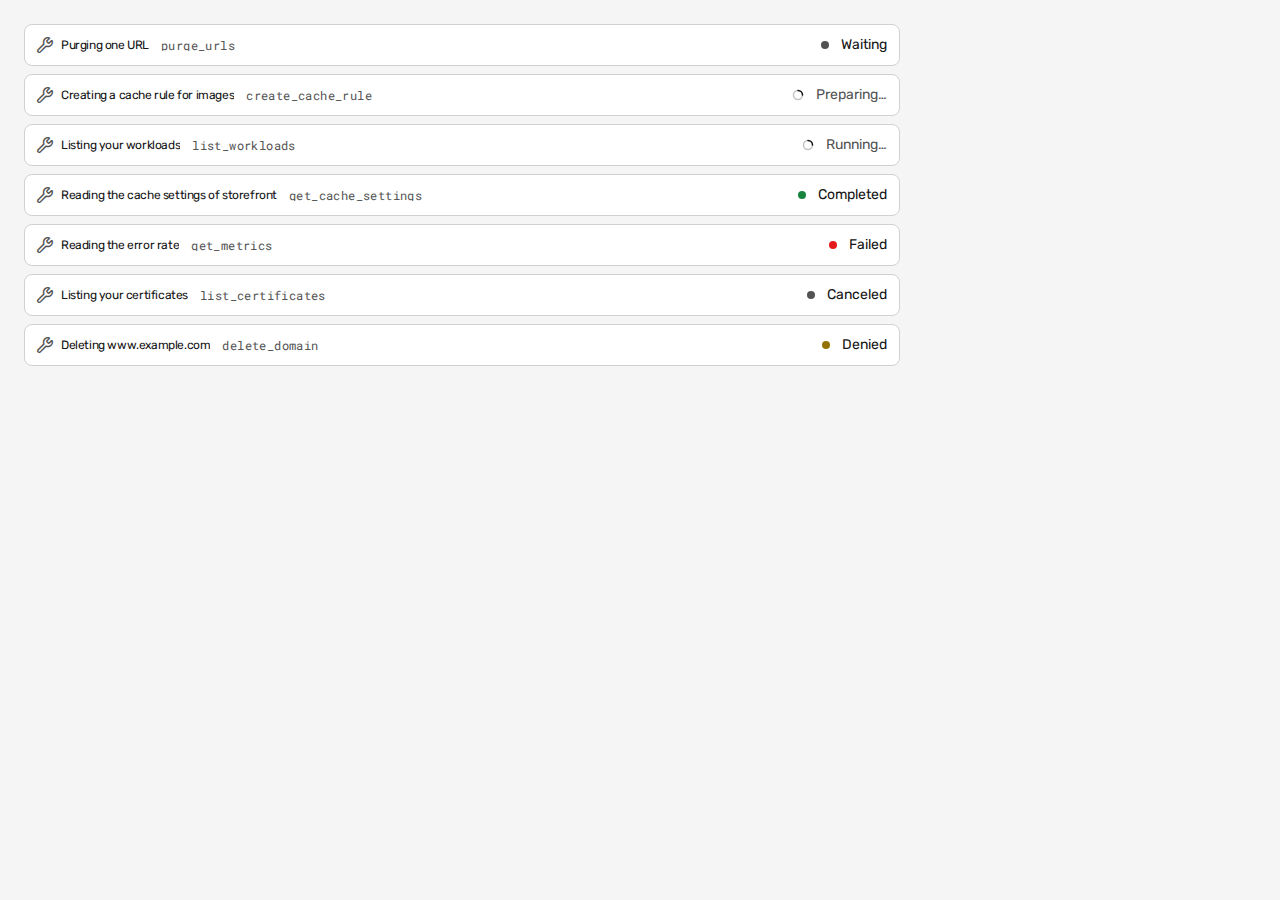 Purging one URL purge_urls Waiting
Creating a cache rule for images create_cache_rule Preparing…
Listing your workloads list_workloads Running…
Reading the cache settings of storefront get_cache_settings Completed
Reading the error rate get_metrics Failed
Listing your certificates list_certificates Canceled
Deleting www.example.com delete_domain Denied